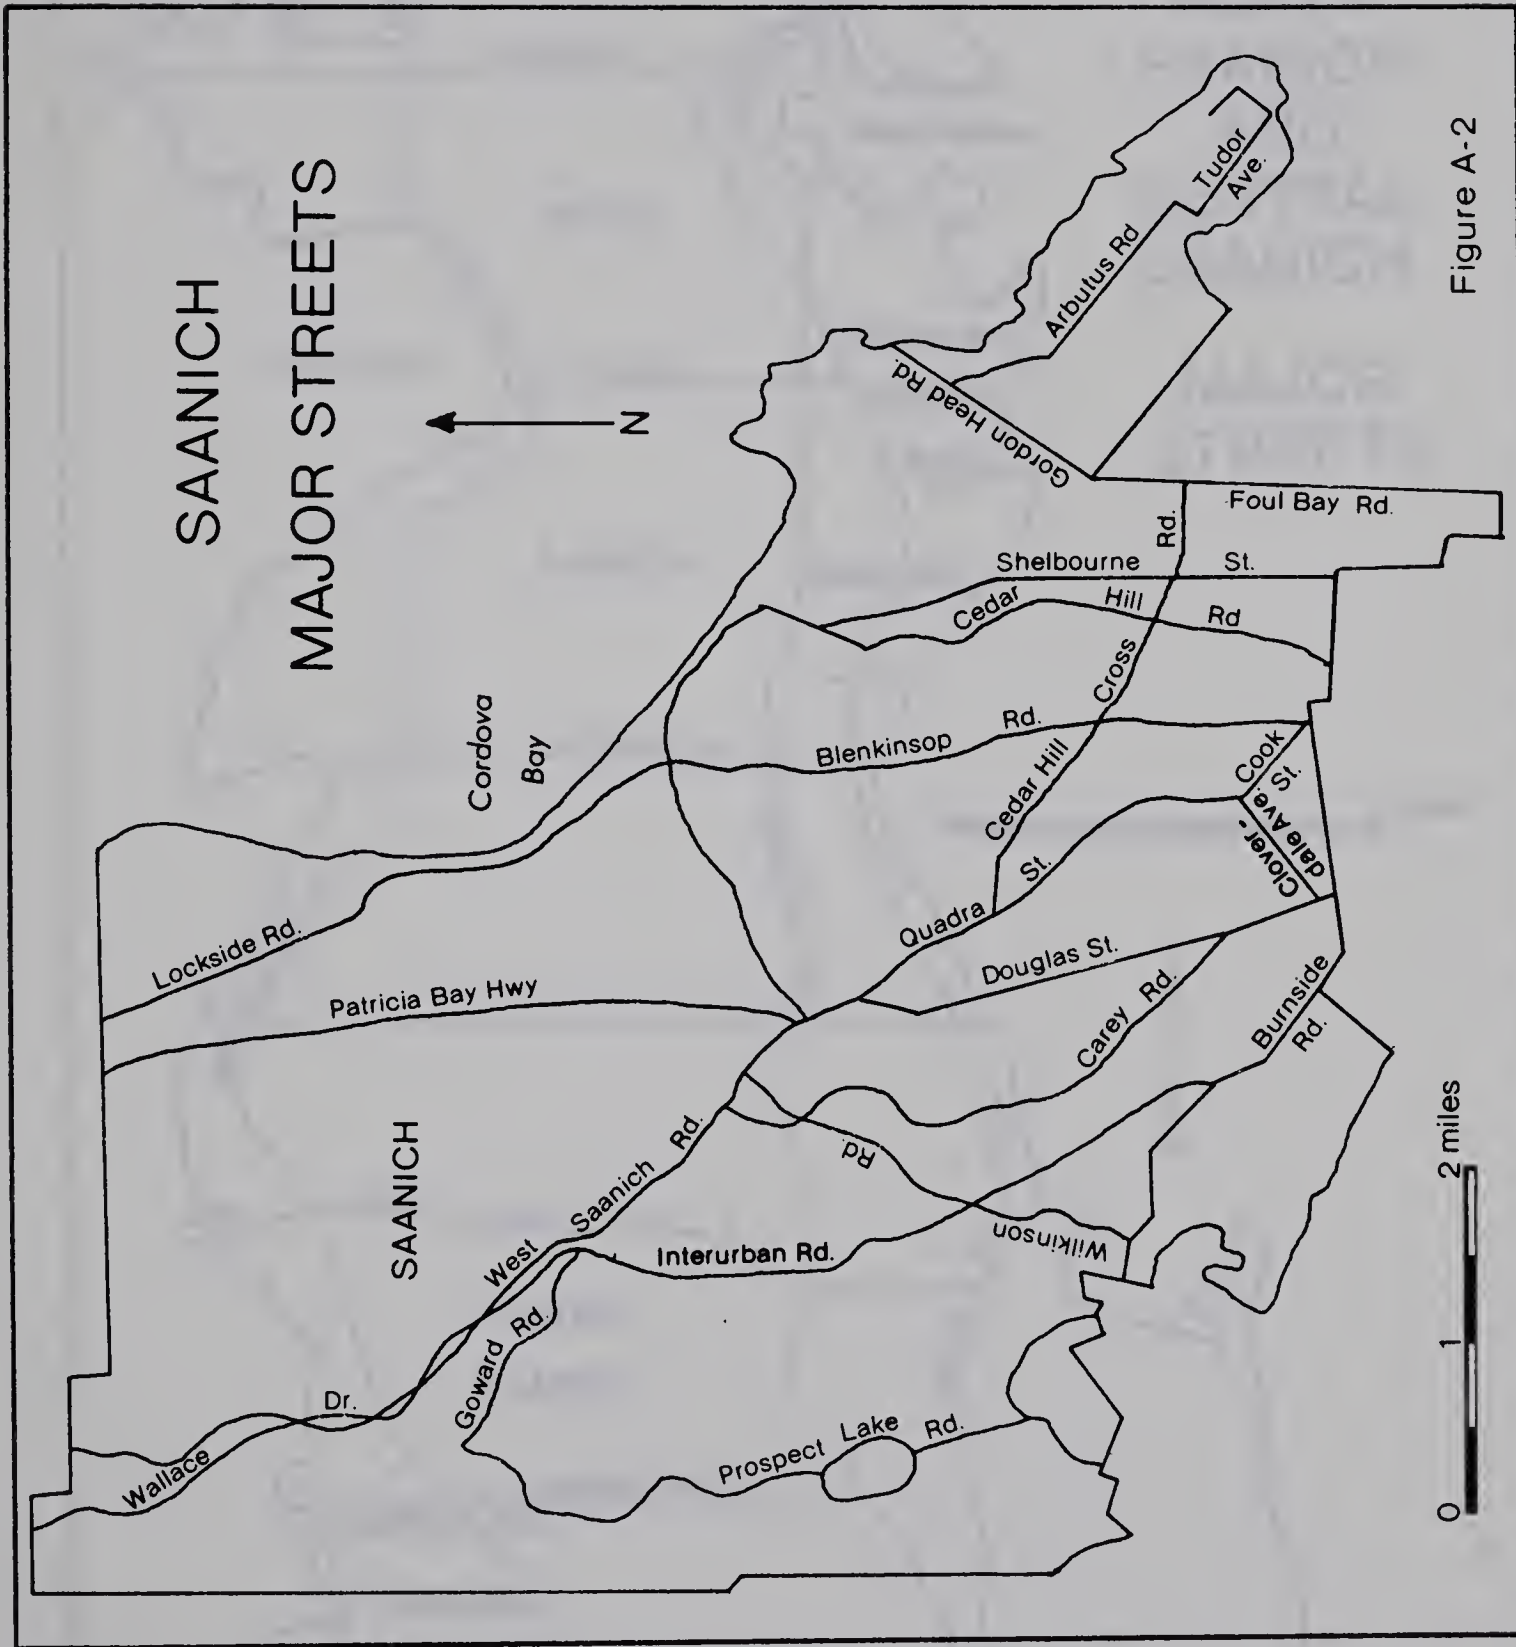 SAANICH
MAJOR STREETS
N
Cordova
Bay
Lockside Rd.
Patricia Bay Hwy
SAANICH
Wallace
Dr.
West Saanich Rd.
Goward Rd.
Interurban Rd.
Prospect Lake Rd.
Wilkinson Rd
Carey Rd.
Burnside
Rd.
Douglas St.
Quadra St.
Clover-
dale Ave.
Cook
St.
Blenkinsop Rd.
Cedar Hill Cross Rd.
Cedar Hill Rd
Shelbourne St.
Foul Bay Rd.
Gordon Head Rd.
Arbutus Rd
Tudor
Ave.
0 1 2 miles
Figure A-2